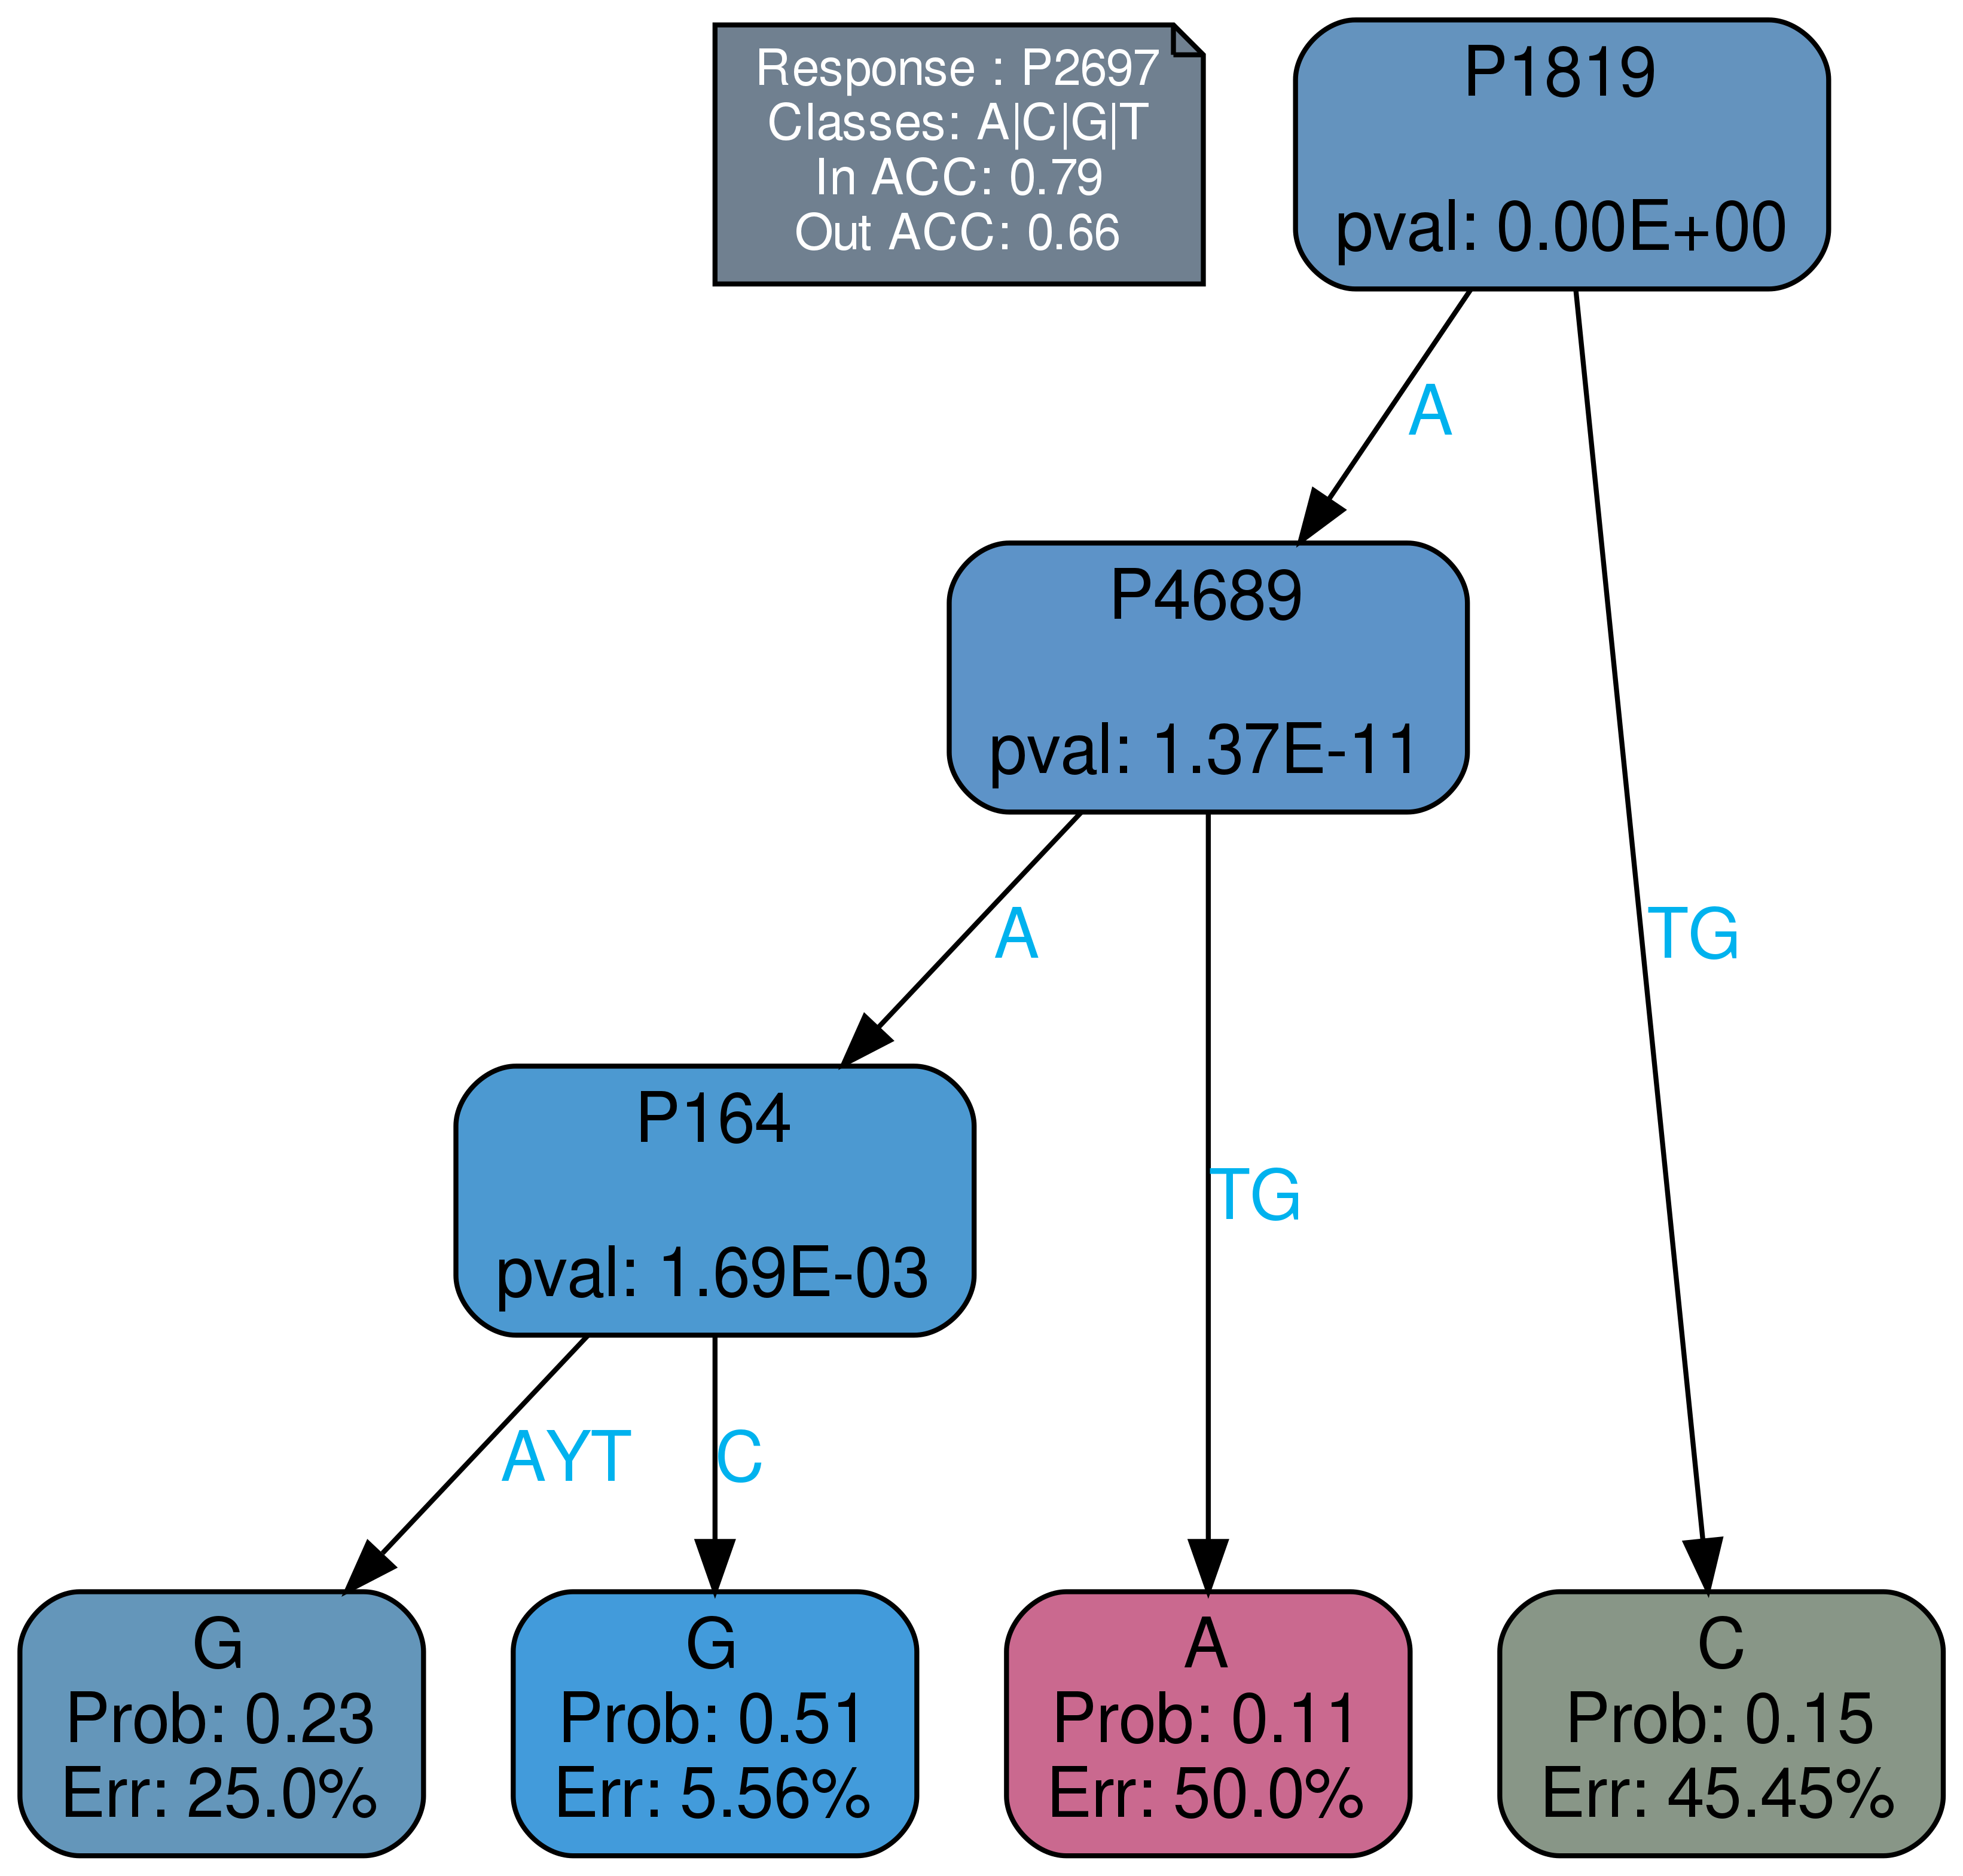 Response : P2697
Classes: A|C|G|T
In ACC: 0.79
Out ACC: 0.66
P1819
pval: 0.00E+00
A
TG
P4689
pval: 1.37E-11
A
TG
P164
pval: 1.69E-03
AYT
C
G
Prob: 0.23
Err: 25.0%
G
Prob: 0.51
Err: 5.56%
A
Prob: 0.11
Err: 50.0%
C
Prob: 0.15
Err: 45.45%